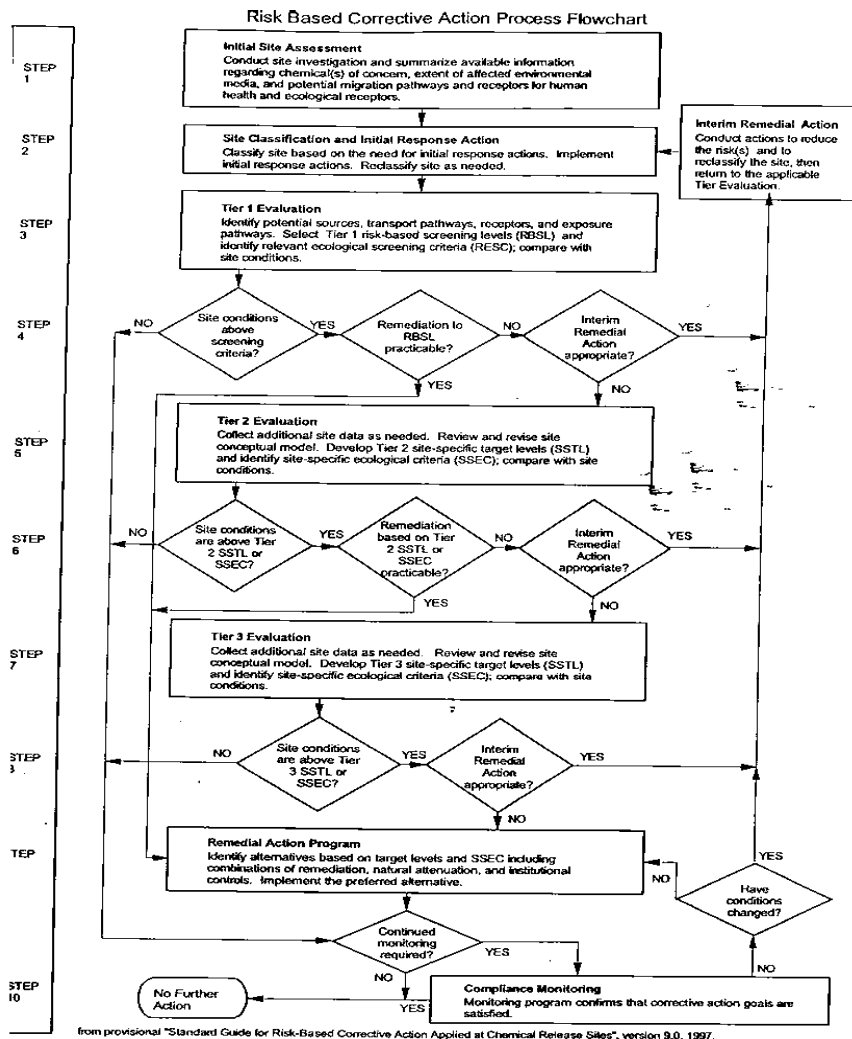 Risk Based Corrective Action Process Flowchart
STEP
1
Initial Site Assessment
Conduct site investigation and summarize available information
regarding chemical(s) of concern, extent of affected environmental
media, and potential migration pathways and receptors for human
health and ecological receptors.
STEP
2
Site Classification and Initial Response Action
Classify site based on the need for initial response actions. Implement
initial response actions. Reclassify site as needed.
Interim Remedial Action
Conduct actions to reduce
the risk(s) and to
reclassify the site, then
return to the applicable
Tier Evaluation.
STEP
3
Tier 1 Evaluation
Identify potential sources, transport pathways, receptors, and exposure
pathways. Select Tier 1 risk-based screening levels (RBSL) and
identify relevant ecological screening criteria (RESC); compare with
site conditions.
STEP
4
NO
Site conditions
above
screening
criteria?
YES
Remediation to
RBSL
practicable?
NO
Interim
Remedial
Action
appropriate?
YES
YES
NO
STEP
5
Tier 2 Evaluation
Collect additional site data as needed. Review and revise site
conceptual model. Develop Tier 2 site-specific target levels (SSTL)
and identify site-specific ecological criteria (SSEC); compare with site
conditions.
STEP
6
NO
Site conditions
are above Tier
2 SSTL or
SSEC?
YES
Remediation
based on Tier
2 SSTL or
SSEC
practicable?
NO
Interim
Remedial
Action
appropriate?
YES
YES
NO
STEP
7
Tier 3 Evaluation
Collect additional site data as needed. Review and revise site
conceptual model. Develop Tier 3 site-specific target levels (SSTL)
and identify site-specific ecological criteria (SSEC); compare with site
conditions.
STEP
NO
Site conditions
are above Tier
3 SSTL or
SSEC?
YES
Interim
Remedial
Action
appropriate?
YES
NO
TEP
Remedial Action Program
Identify alternatives based on target levels and SSEC including
combinations of remediation, natural attenuation, and institutional
controls. Implement the preferred alternative.
YES
NO
Have
conditions
changed?
Continued
monitoring
required?
YES
NO
NO
STEP
10
No Further
Action
YES
Compliance Monitoring
Monitoring program confirms that corrective action goals are
satisfied.
from provisional "Standard Guide for Risk-Based Corrective Action Applied at Chemical Release Sites", version 9.0, 1997.